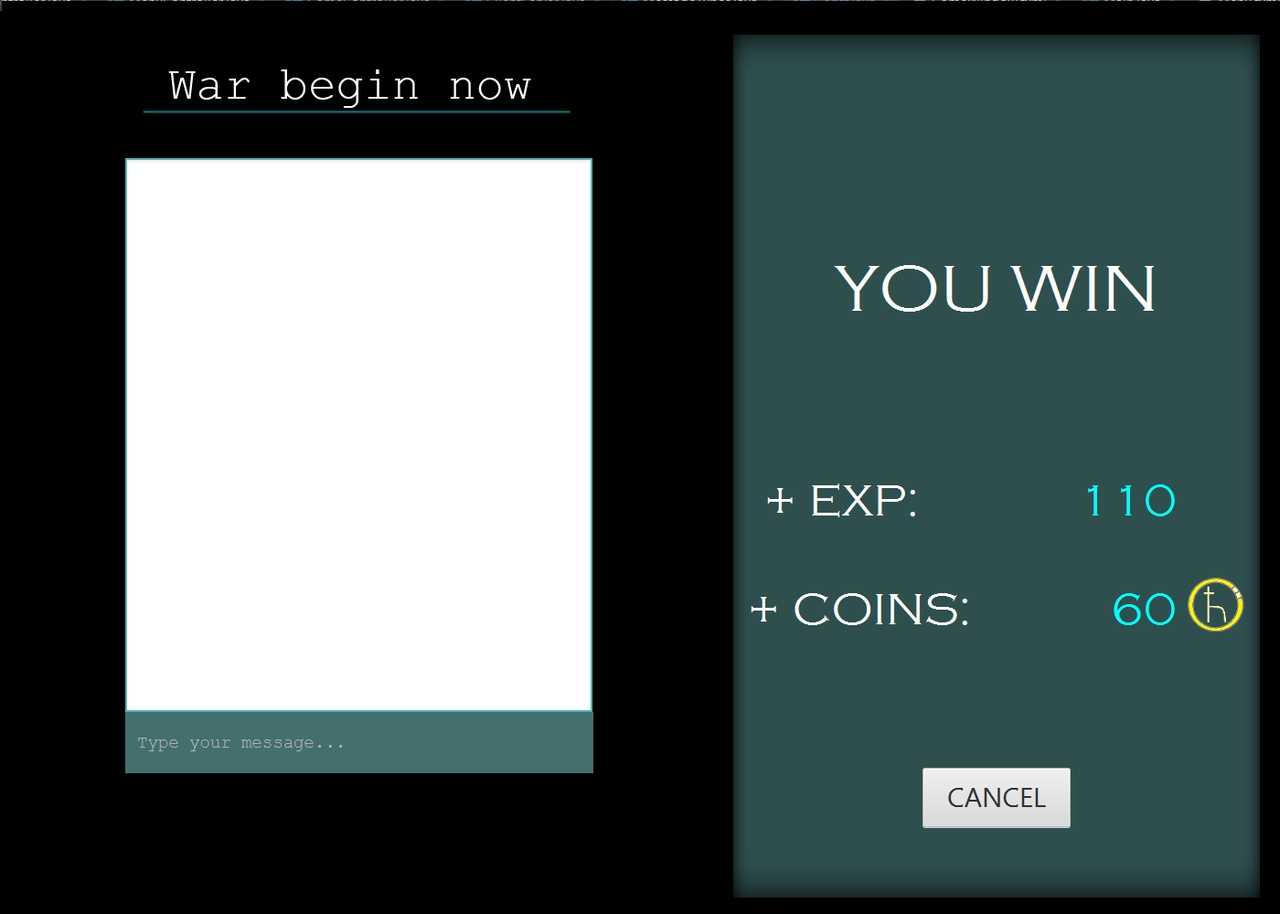 War begin now
Type your message...
YOU WIN
+ EXP: 110
+ COINS: 60
CANCEL